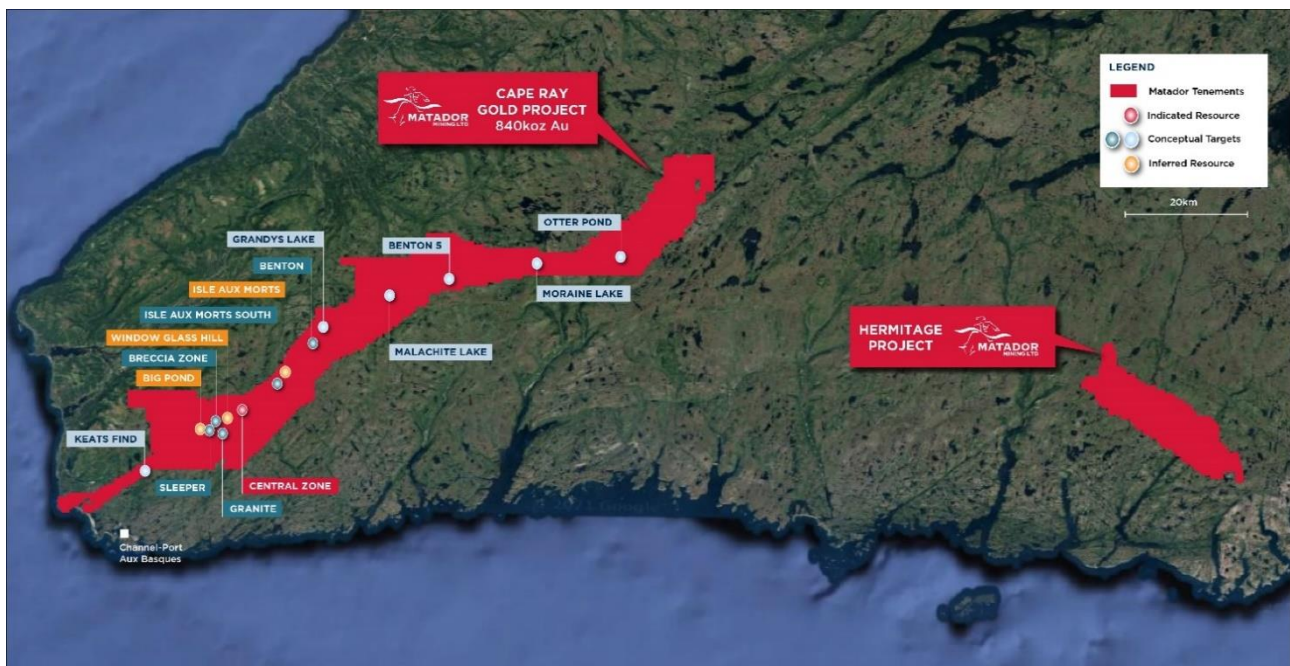 CAPE RAY
GOLD PROJECT
840koz Au
MATADOR
MINING LTD
LEGEND
Matador Tenements
Indicated Resource
Conceptual Targets
Inferred Resource
20km
OTTER POND
GRANDYS LAKE
BENTON 5
BENTON
ISLE AUX MORTS
MORAINE LAKE
ISLE AUX MORTS SOUTH
WINDOW GLASS HILL
MALACHITE LAKE
BRECCIA ZONE
BIG POND
HERMITAGE
PROJECT
MATADOR
MINING LTD
KEATS FIND
SLEEPER
CENTRAL ZONE
GRANITE
Channel-Port
Aux Basques